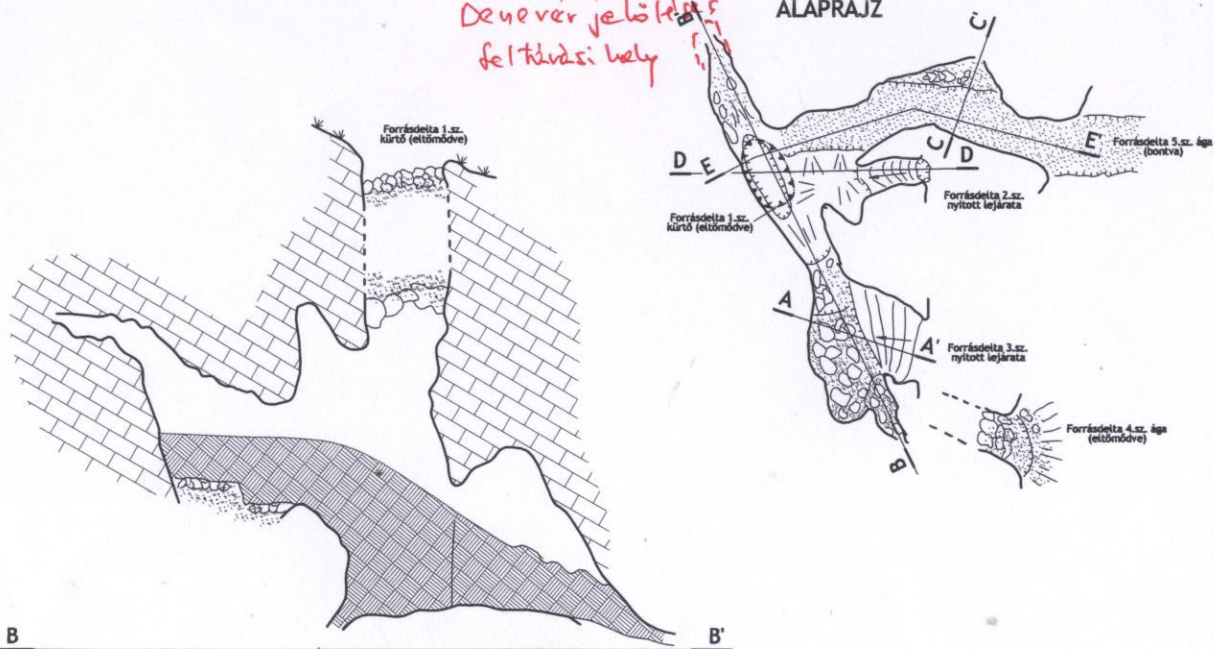 Denevér jelölés
feltárási hely
ALAPRAJZ
B'
C'
Forrásdelta 1.sz.
kürtő (eltömődve)
C
E'
Forrásdelta 5.sz. ága
(bontva)
D
E
D
Forrásdelta 2.sz.
nyitott lejárata
Forrásdelta 1.sz.
kürtő (eltömődve)
A
A'
Forrásdelta 3.sz.
nyitott lejárata
Forrásdelta 4.sz. ága
(eltömődve)
B
B
B'